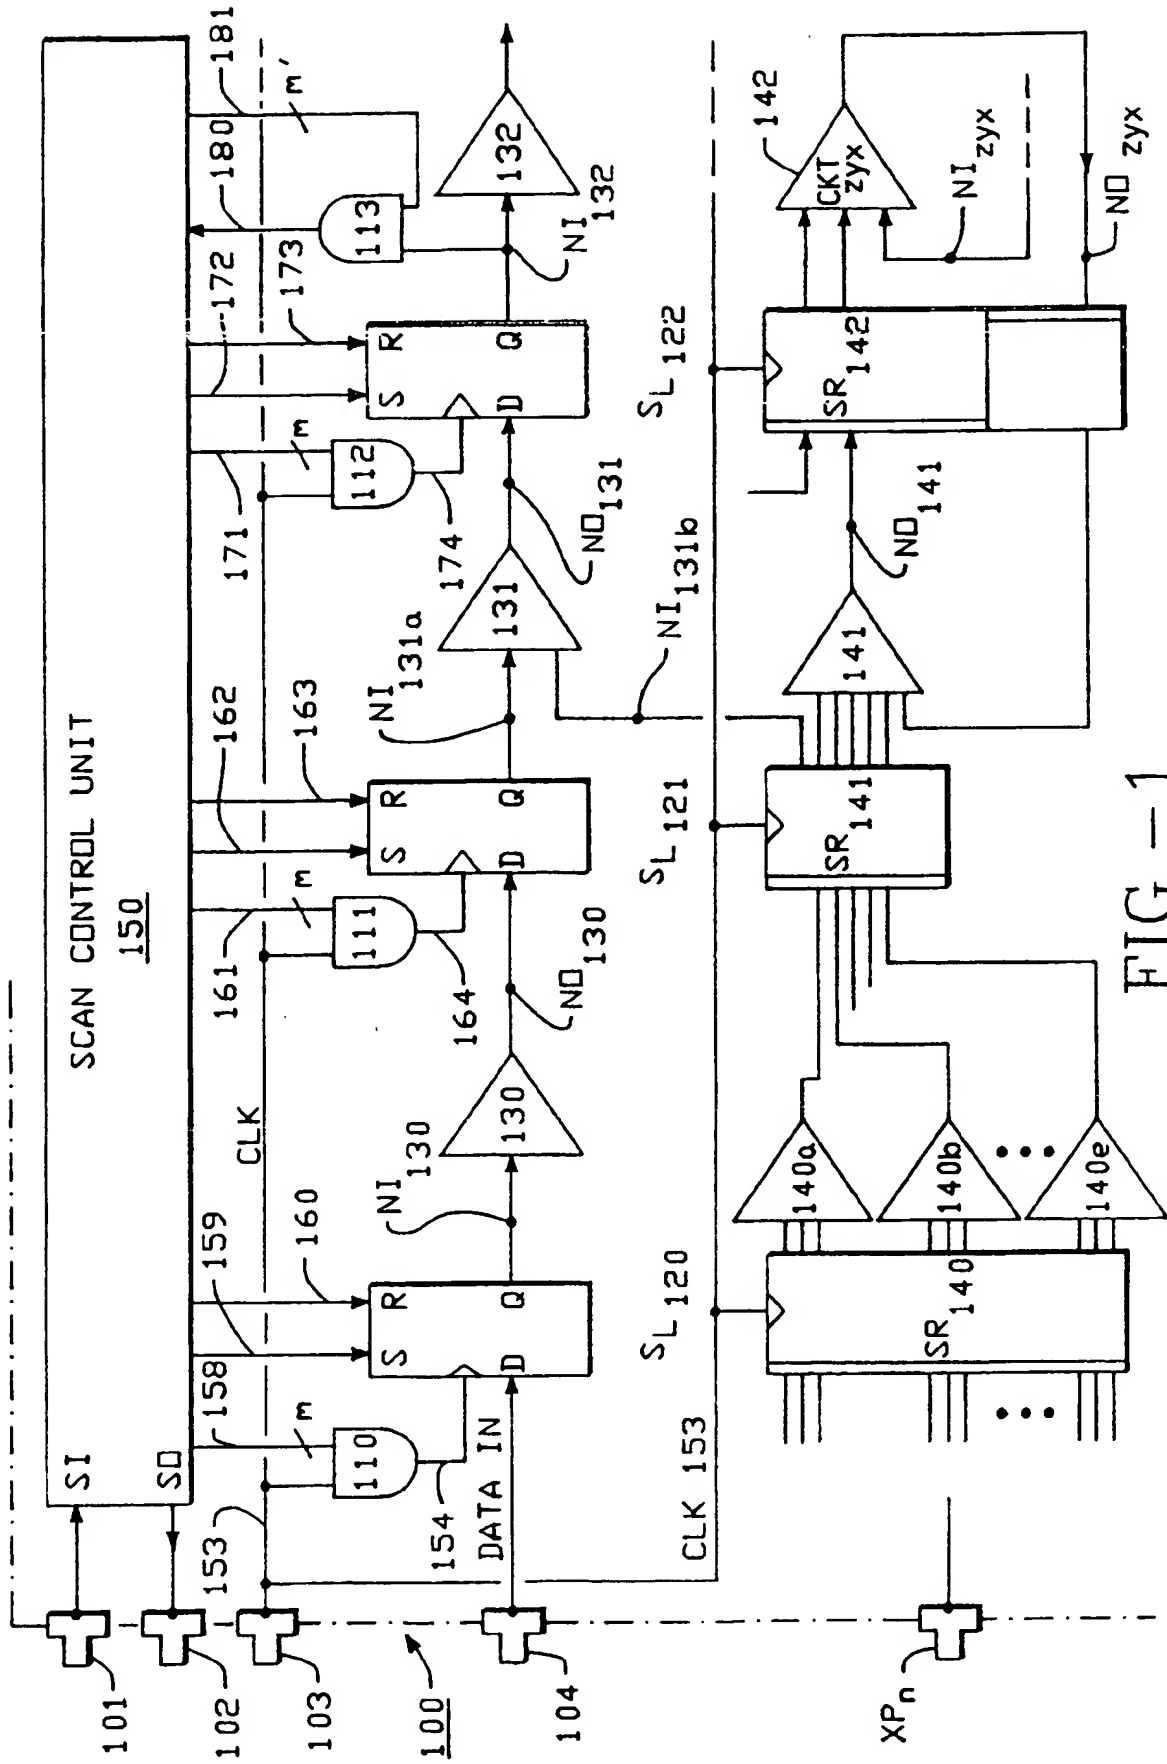 SCAN CONTROL UNIT
150
SI
SO
101
102
103
104
100
XPn
153
CLK
158
159
160
161
162
163
171
172
173
180
181
m
m
m
m'
110
111
112
113
154
164
174
DATA IN
S
R
D
Q
S
R
D
Q
S
R
D
Q
NI130
130
NO130
NI131a
131
NO131
NI132
132
NI131b
CLK 153
SL120
SL121
SL122
SR140
140a
140b
140e
SR141
141
NO141
SR142
CKT zyx
142
NIzyx
NOzyx
FIG - 1